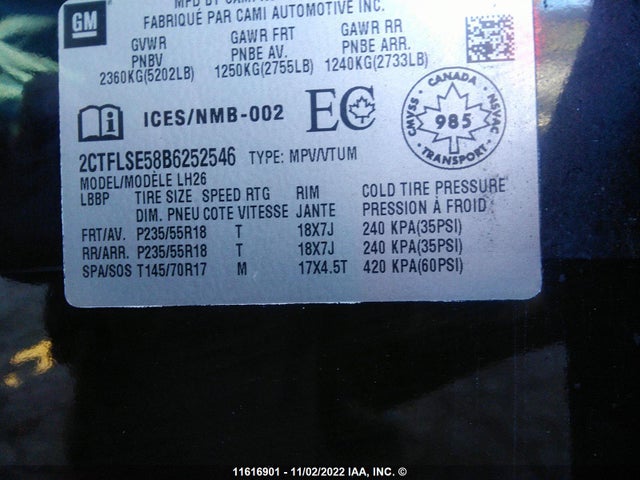 GM
MFD BY CAMI
FABRIQUÉ PAR CAMI AUTOMOTIVE INC.
GVWR GAWR FRT GAWR RR
PNBV PNBE AV. PNBE ARR.
2360KG(5202LB) 1250KG(2755LB) 1240KG(2733LB)
ICES/NMB-002 EC
CANADA
CMVSS 985 NSVAC
TRANSPORT
2CTFLSE58B6252546 TYPE: MPV/VTUM
MODEL/MODÈLE LH26
LBBP TIRE SIZE SPEED RTG RIM COLD TIRE PRESSURE
DIM. PNEU COTE VITESSE JANTE PRESSION À FROID
FRT/AV. P235/55R18 T 18X7J 240 KPA(35PSI)
RR/ARR. P235/55R18 T 18X7J 240 KPA(35PSI)
SPA/SOS T145/70R17 M 17X4.5T 420 KPA(60PSI)
11616901 - 11/02/2022 IAA, INC. ©